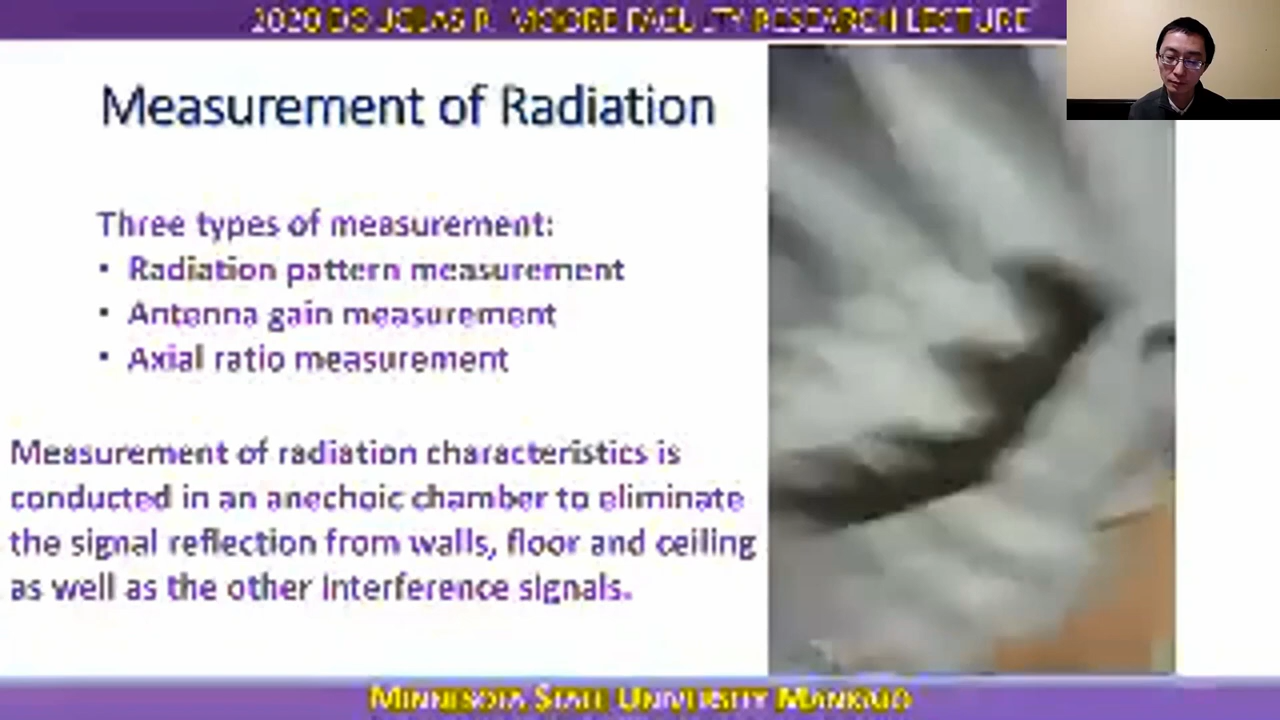 2020 DOUGLAS R. MOORE FACULTY RESEARCH LECTURE
Measurement of Radiation
Three types of measurement:
• Radiation pattern measurement
• Antenna gain measurement
• Axial ratio measurement
Measurement of radiation characteristics is
conducted in an anechoic chamber to eliminate
the signal reflection from walls, floor and ceiling
as well as the other interference signals.
MINNESOTA STATE UNIVERSITY MANKATO